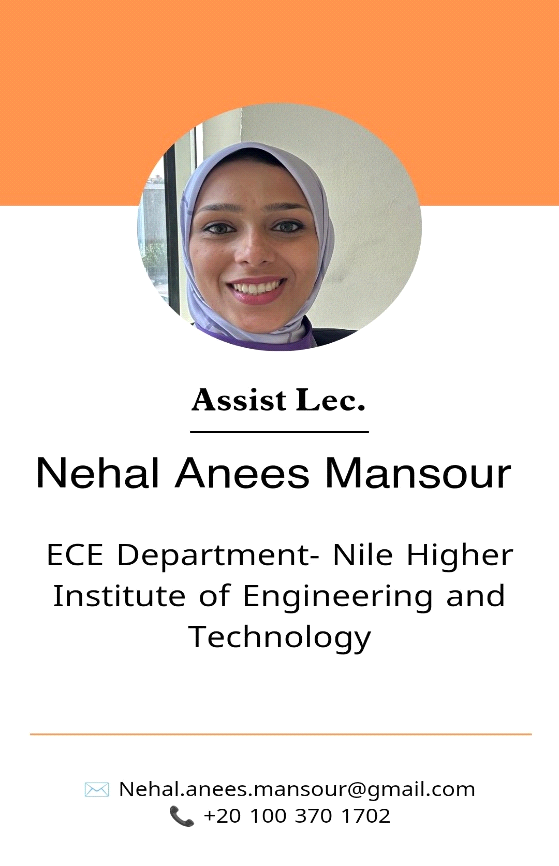 Assist Lec.
Nehal Anees Mansour
ECE Department- Nile Higher
Institute of Engineering and
Technology
✉️ Nehal.anees.mansour@gmail.com
📞 +20 100 370 1702